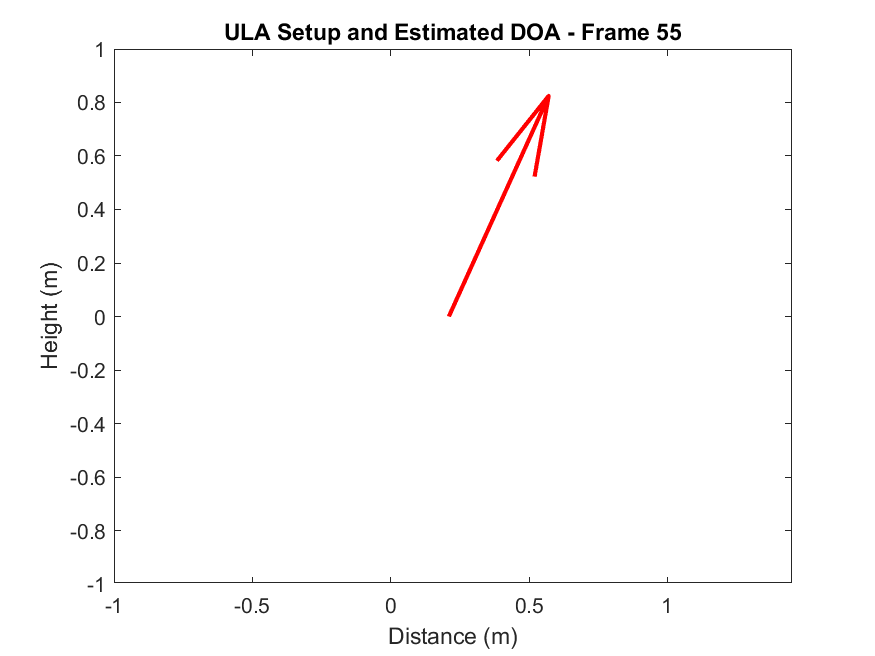 ULA Setup and Estimated DOA - Frame 55
1
0.8
0.6
0.4
0.2
0
-0.2
-0.4
-0.6
-0.8
-1
Height (m)
-1 -0.5 0 0.5 1
Distance (m)